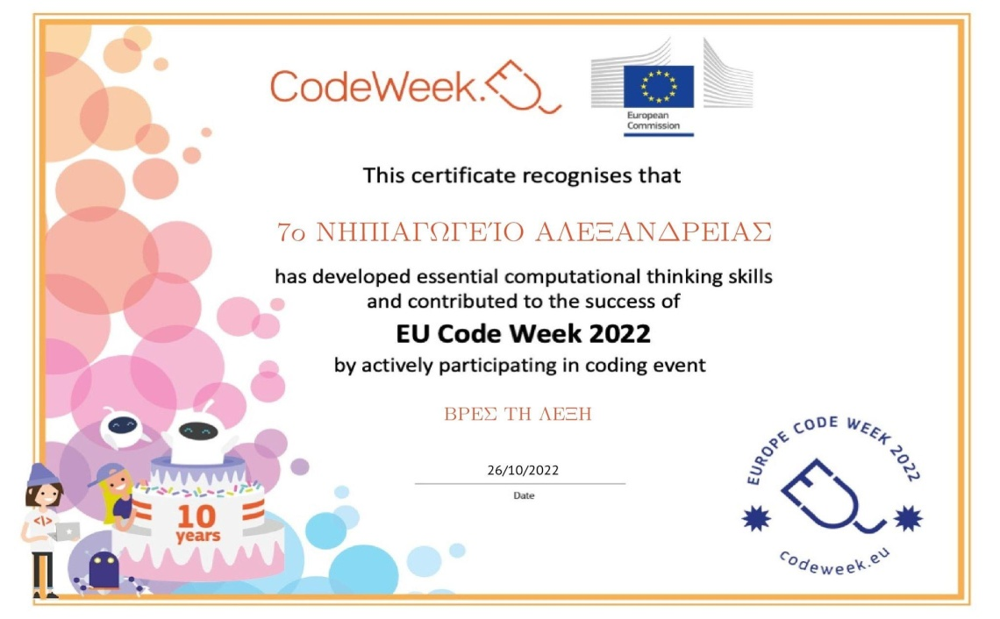 CodeWeek.EU
European
Commission
This certificate recognises that
7ο ΝΗΠΙΑΓΩΓΕΊΟ ΑΛΕΞΑΝΔΡΕΙΑΣ
has developed essential computational thinking skills
and contributed to the success of
EU Code Week 2022
by actively participating in coding event
ΒΡΕΣ ΤΗ ΛΕΞΗ
26/10/2022
Date
10
years
</>
EUROPE CODE WEEK 2022
EU
codeweek.eu